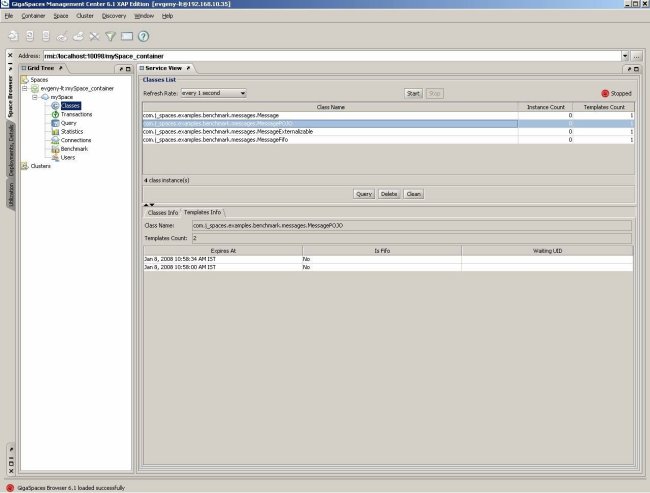 GigaSpaces Management Center 6.1 XAP Edition [evgeny-lt@192.168.10.35]
File Container Space Cluster Discovery Window Help
Address: rmi://localhost:10098/mySpace_container
Space Browser
Deployments, Details
Utilization
Grid Tree
Spaces
evgeny-lt:mySpace_container
mySpace
Classes
Transactions
Query
Statistics
Connections
Benchmark
Users
Clusters
Service View
Classes List
Refresh Rate: every 1 second Start Stop Stopped
Class Name Instance Count Templates Count
com.j_spaces.examples.benchmark.messages.Message 0 1
com.j_spaces.examples.benchmark.messages.MessagePOJO 0 1
com.j_spaces.examples.benchmark.messages.MessageExternalizable 0 1
com.j_spaces.examples.benchmark.messages.MessageFifo 0 1
4 class instance(s)
Query Delete Clean
Classes Info Templates Info
Class Name: com.j_spaces.examples.benchmark.messages.MessagePOJO
Templates Count: 2
Expires At Is Fifo Waiting UID
Jan 8, 2008 10:58:34 AM IST No
Jan 8, 2008 10:58:00 AM IST No
GigaSpaces Browser 6.1 loaded successfully